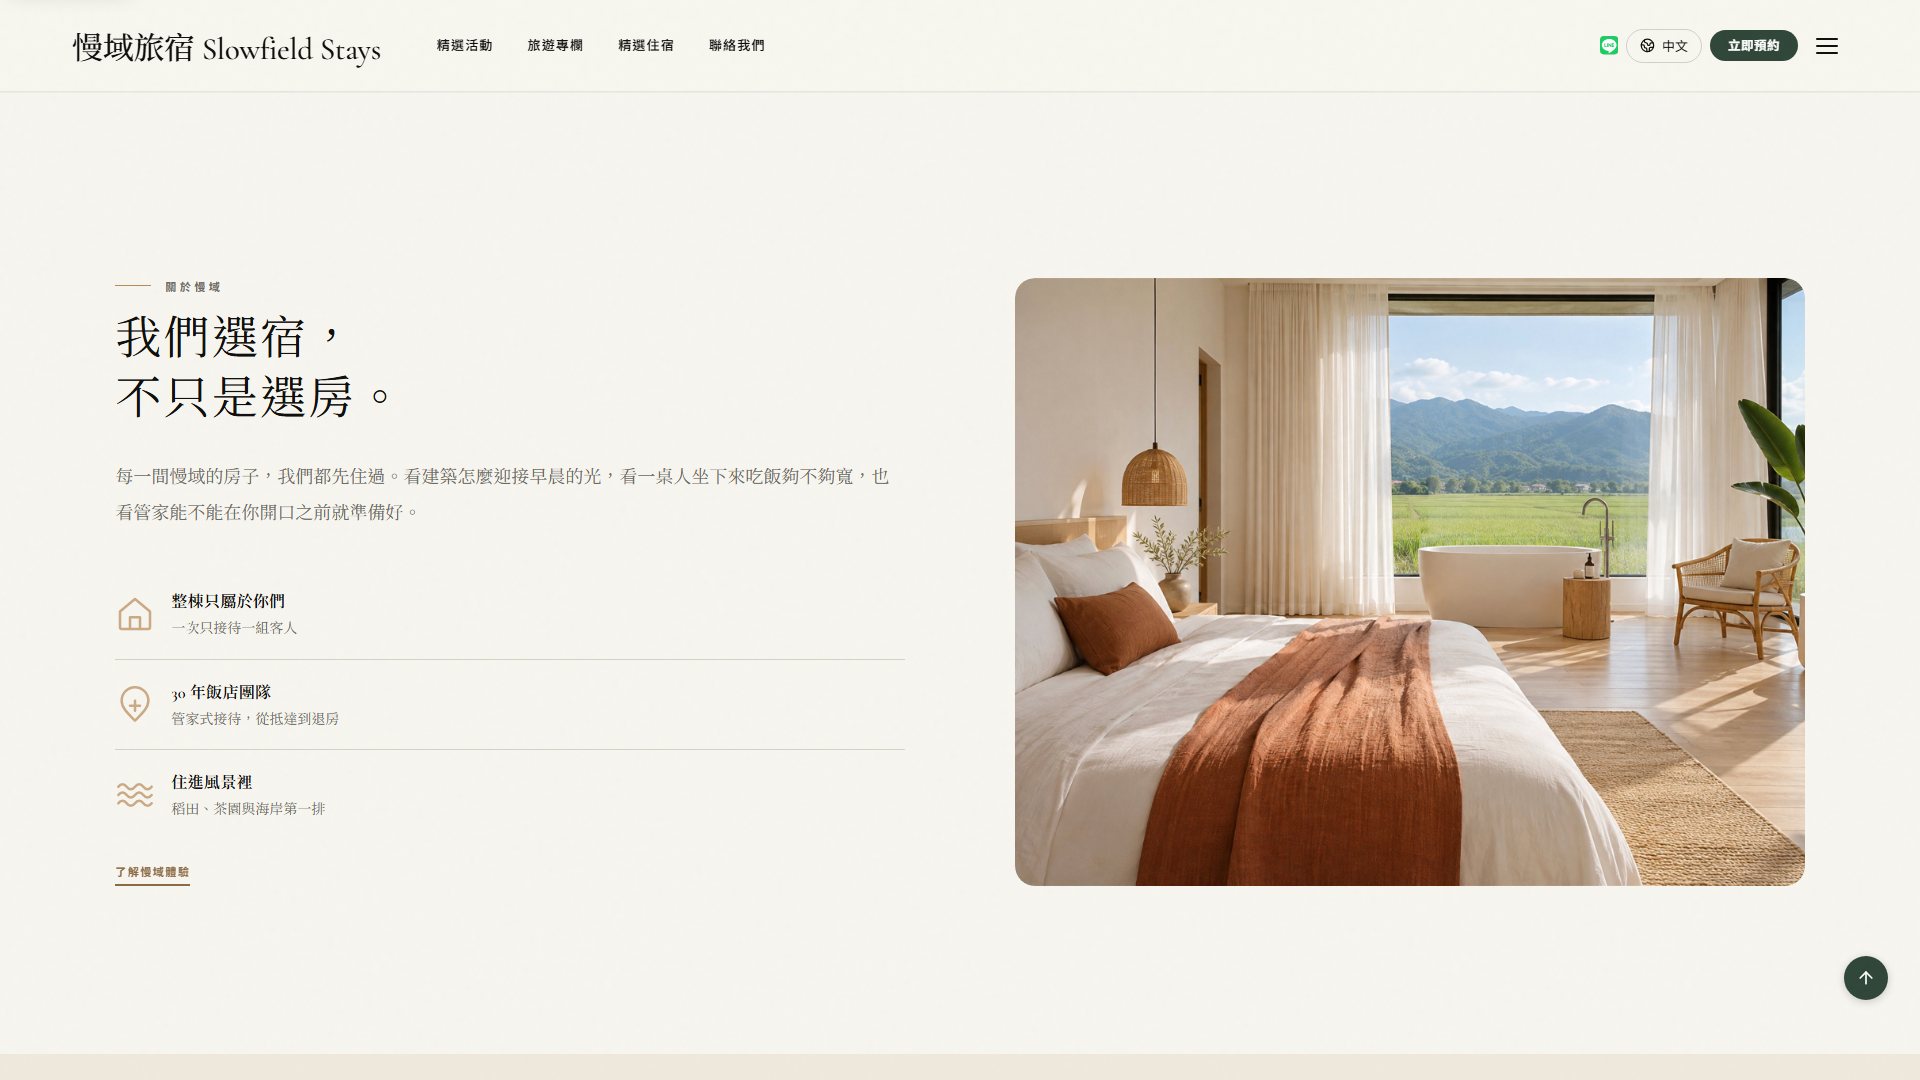 慢域旅宿 Slowfield Stays
精選活動
旅遊專欄
精選住宿
聯絡我們
LINE
中文
立即預約
關於慢域
我們選宿，
不只是選房。
每一間慢域的房子，我們都先住過。看建築怎麼迎接早晨的光，看一桌人坐下來吃飯夠不夠寬，也
看管家能不能在你開口之前就準備好。
整棟只屬於你們
一次只接待一組客人
30 年飯店團隊
管家式接待，從抵達到退房
住進風景裡
稻田、茶園與海岸第一排
了解慢域體驗